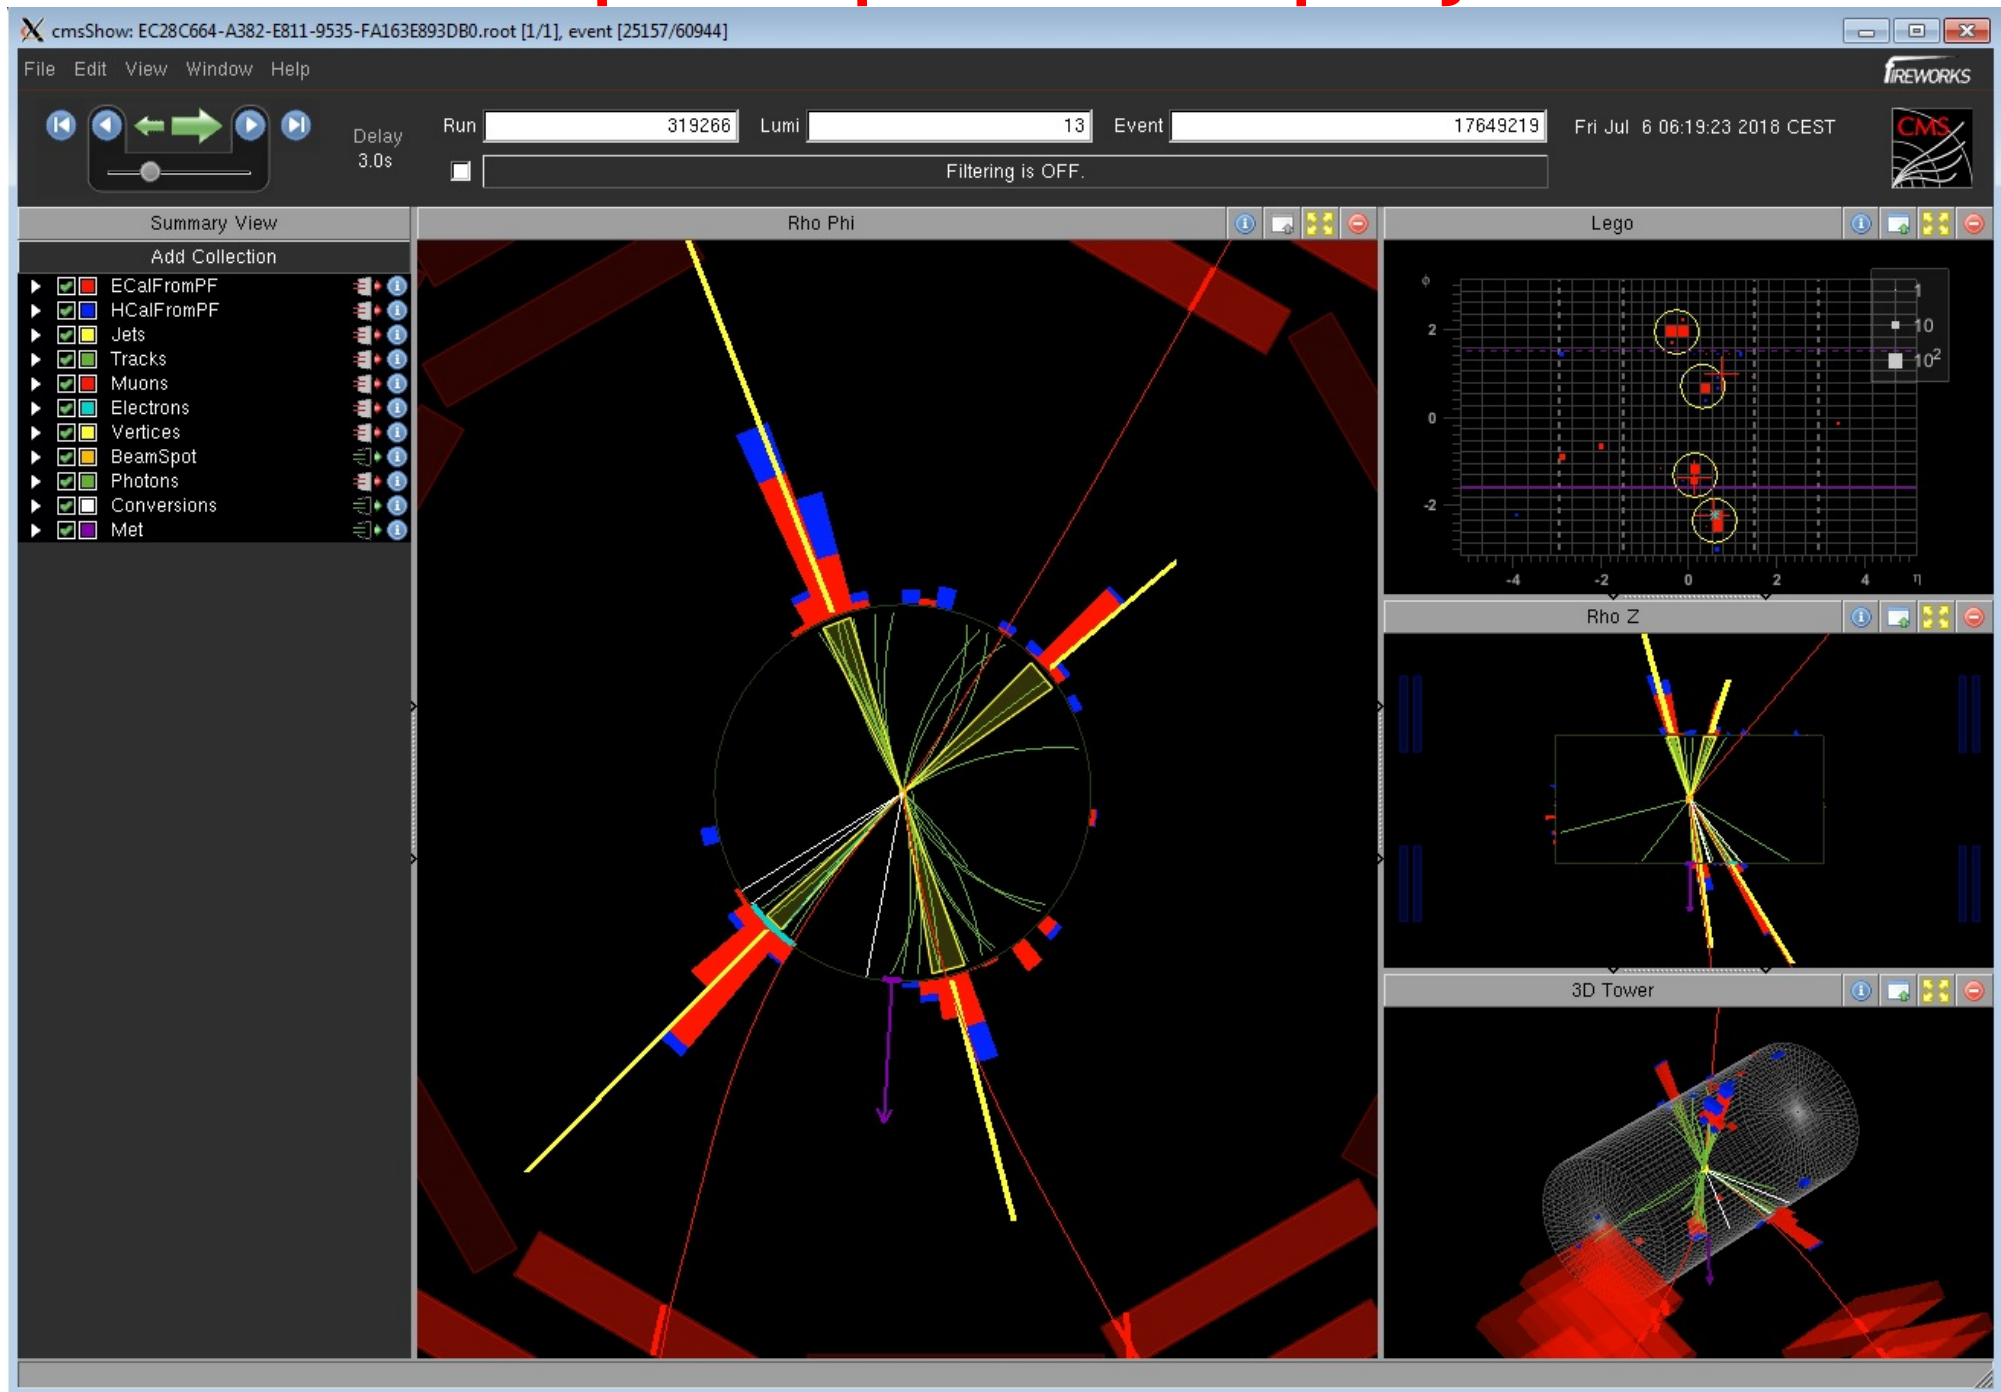 cmsShow: EC28C664-A382-E811-9535-FA163E893DB0.root [1/1], event [25157/60944]
File Edit View Window Help
FIREWORKS
Delay
3.0s
Run 319266 Lumi 13 Event 17649219 Fri Jul 6 06:19:23 2018 CEST
CMS
Filtering is OFF.
Summary View
Add Collection
ECalFromPF
HCalFromPF
Jets
Tracks
Muons
Electrons
Vertices
BeamSpot
Photons
Conversions
Met
Rho Phi
Lego
φ
2
0
-2
-4 -2 0 2 4 η
1
10
10²
Rho Z
3D Tower